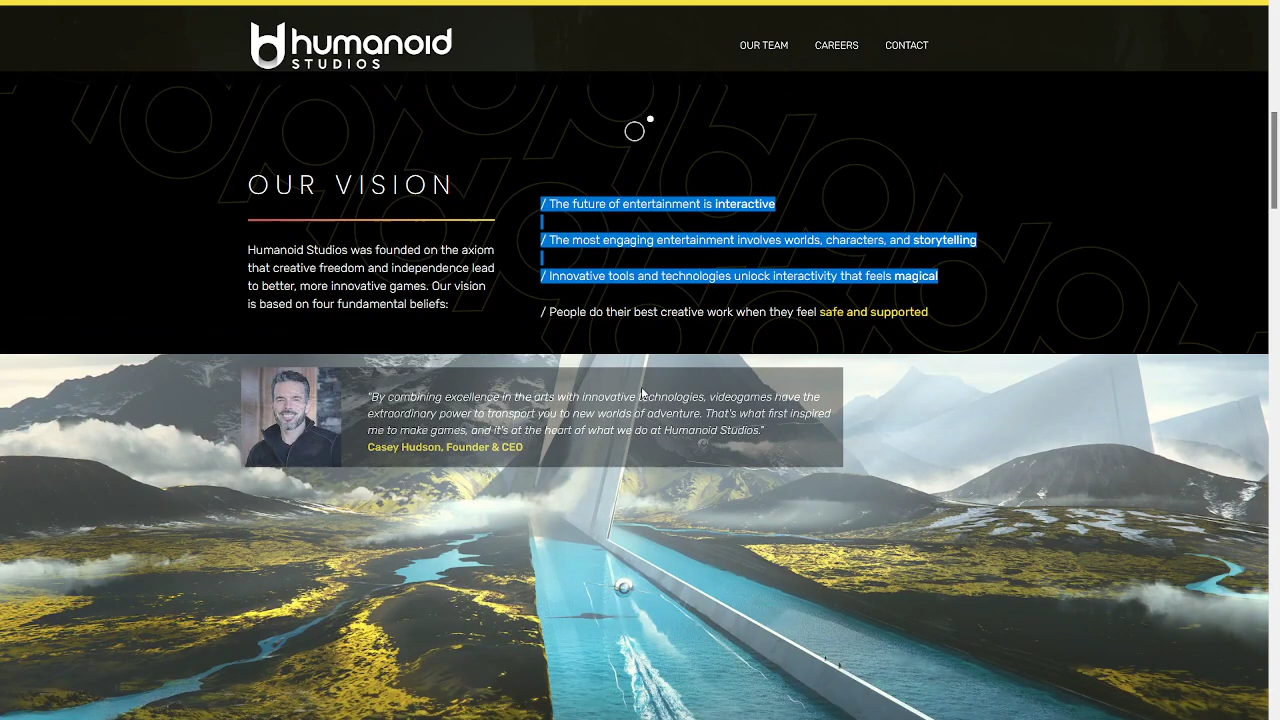 humanoid
STUDIOS
OUR TEAM CAREERS CONTACT
OUR VISION
Humanoid Studios was founded on the axiom
that creative freedom and independence lead
to better, more innovative games. Our vision
is based on four fundamental beliefs:
/ The future of entertainment is interactive
/ The most engaging entertainment involves worlds, characters, and storytelling
/ Innovative tools and technologies unlock interactivity that feels magical
/ People do their best creative work when they feel safe and supported
"By combining excellence in the arts with innovative technologies, videogames have the
extraordinary power to transport you to new worlds of adventure. That's what first inspired
me to make games, and it's at the heart of what we do at Humanoid Studios."
Casey Hudson, Founder & CEO